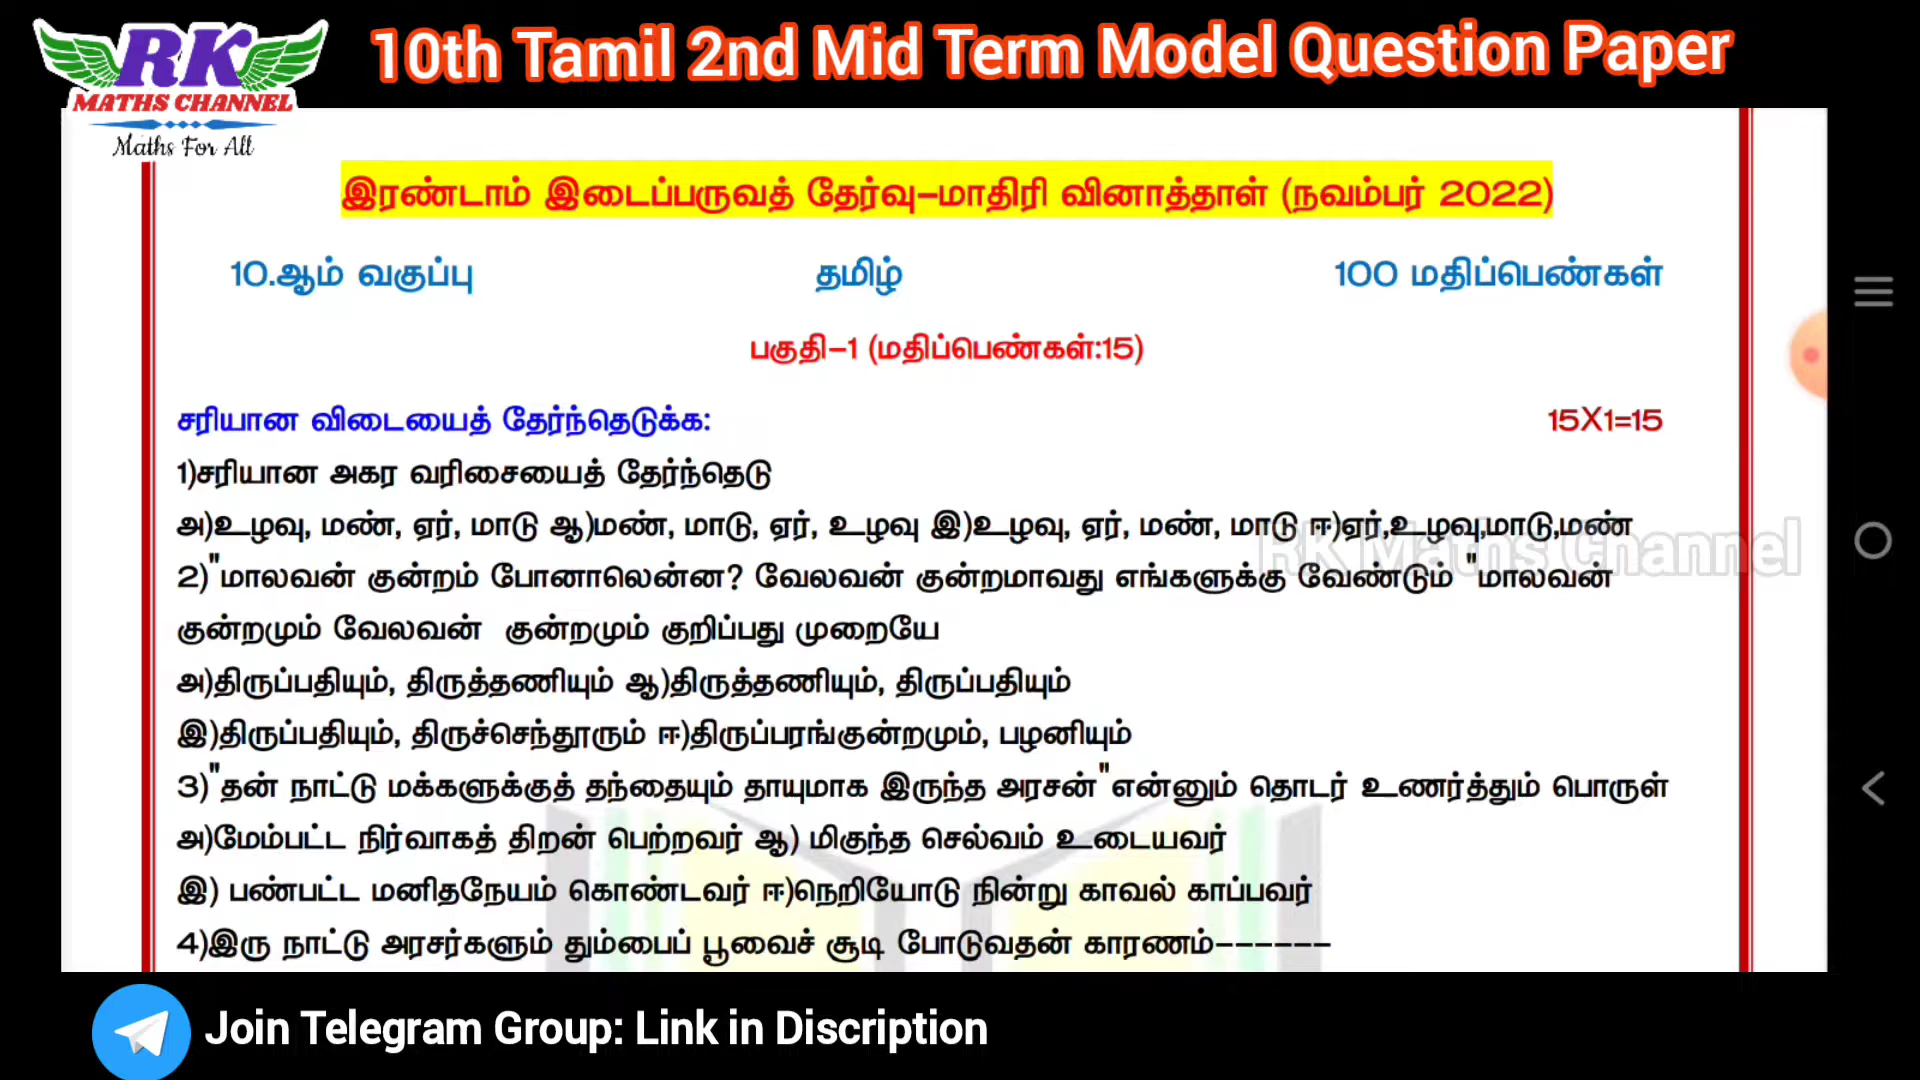 RK
MATHS CHANNEL
Maths For All
10th Tamil 2nd Mid Term Model Question Paper
இரண்டாம் இடைப்பருவத் தேர்வு-மாதிரி வினாத்தாள் (நவம்பர் 2022)
10.ஆம் வகுப்பு தமிழ் 100 மதிப்பெண்கள்
பகுதி-1 (மதிப்பெண்கள்:15)
சரியான விடையைத் தேர்ந்தெடுக்க: 15X1=15
1)சரியான அகர வரிசையைத் தேர்ந்தெடு
அ)உழவு, மண், ஏர், மாடு ஆ)மண், மாடு, ஏர், உழவு இ)உழவு, ஏர், மண், மாடு ஈ)ஏர்,உழவு,மாடு,மண்
RK Maths Channel
2)"மாலவன் குன்றம் போனாலென்ன? வேலவன் குன்றமாவது எங்களுக்கு வேண்டும் "மாலவன்
குன்றமும் வேலவன் குன்றமும் குறிப்பது முறையே
அ)திருப்பதியும், திருத்தணியும் ஆ)திருத்தணியும், திருப்பதியும்
இ)திருப்பதியும், திருச்செந்தூரும் ஈ)திருப்பரங்குன்றமும், பழனியும்
3)"தன் நாட்டு மக்களுக்குத் தந்தையும் தாயுமாக இருந்த அரசன்"என்னும் தொடர் உணர்த்தும் பொருள்
அ)மேம்பட்ட நிர்வாகத் திறன் பெற்றவர் ஆ) மிகுந்த செல்வம் உடையவர்
இ) பண்பட்ட மனிதநேயம் கொண்டவர் ஈ)நெறியோடு நின்று காவல் காப்பவர்
4)இரு நாட்டு அரசர்களும் தும்பைப் பூவைச் சூடி போடுவதன் காரணம்------
Join Telegram Group: Link in Discription